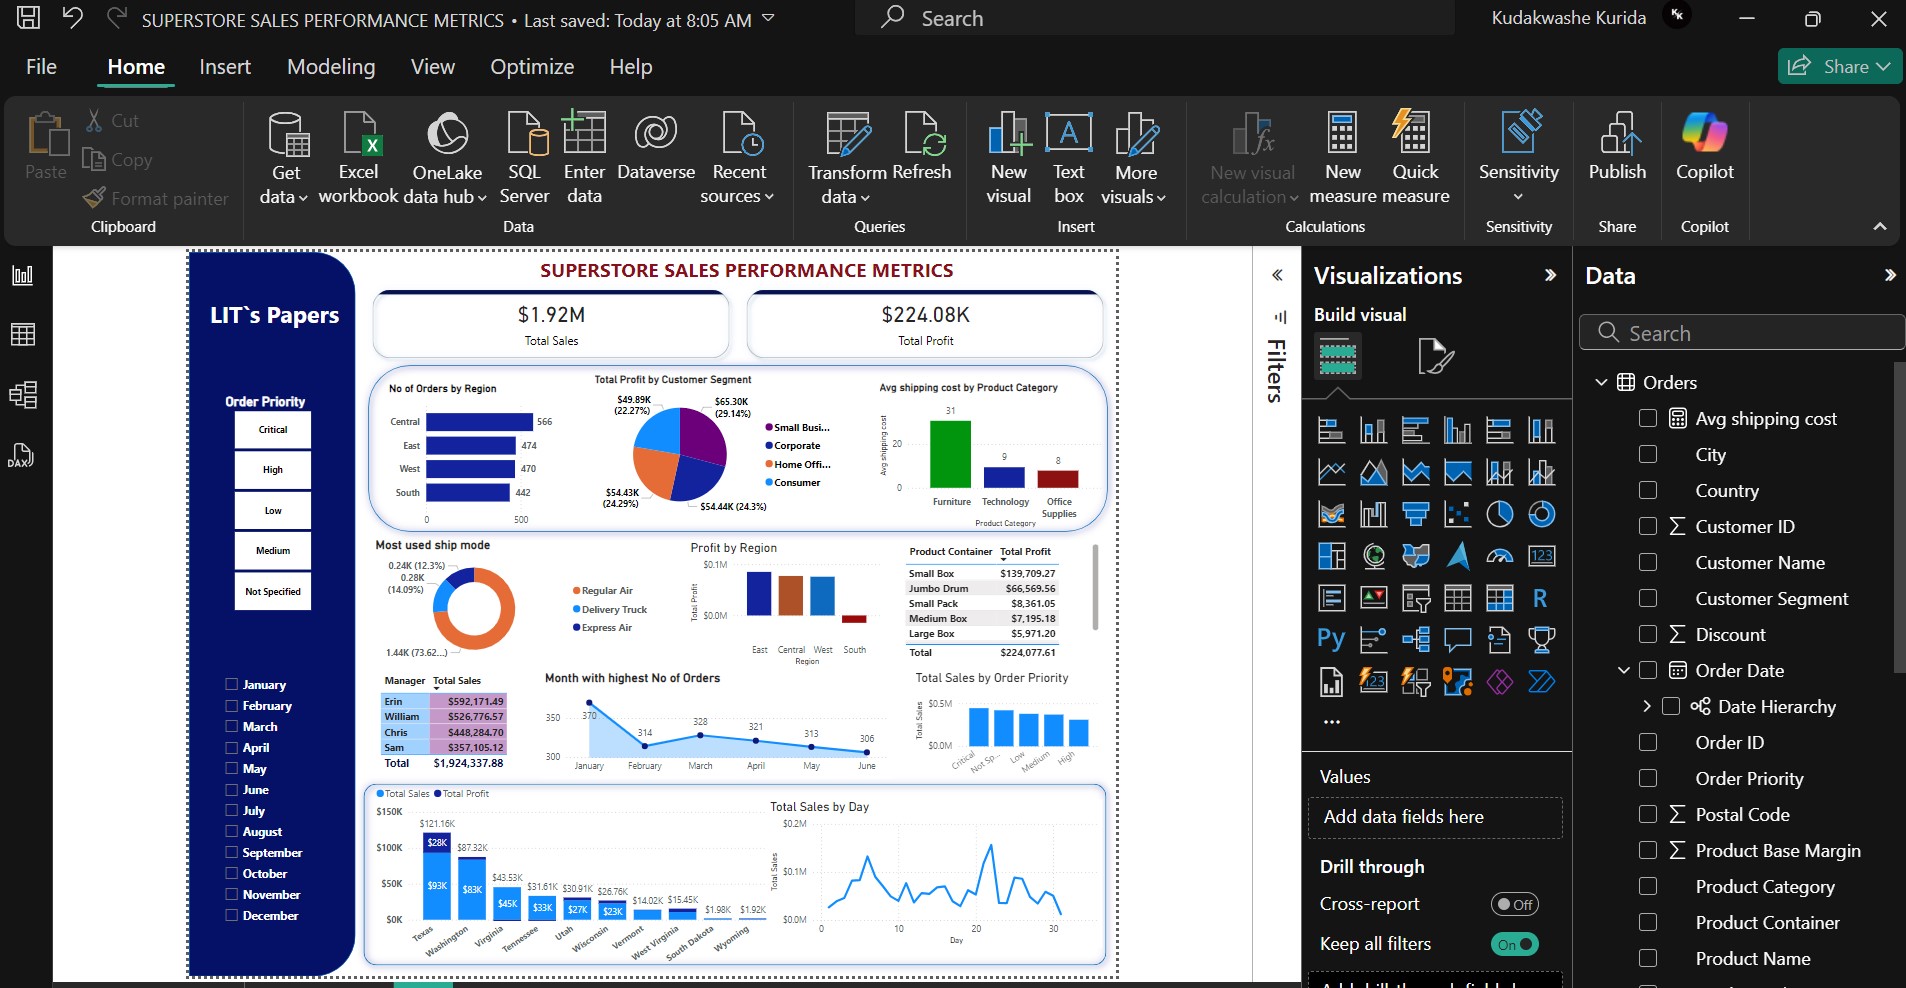 SUPERSTORE SALES PERFORMANCE METRICS • Last saved: Today at 8:05 AM
Search
Kudakwashe Kurida
KK
File Home Insert Modeling View Optimize Help
Share
Paste
Cut
Copy
Format painter
Clipboard
Get data
Excel workbook
OneLake data hub
SQL Server
Enter data
Dataverse
Recent sources
Data
Transform data
Refresh
Queries
New visual
Text box
More visuals
Insert
New visual calculation
New measure
Quick measure
Calculations
Sensitivity
Sensitivity
Publish
Share
Copilot
Copilot
DAX
LIT`s Papers
Order Priority
Critical
High
Low
Medium
Not Specified
January
February
March
April
May
June
July
August
September
October
November
December
SUPERSTORE SALES PERFORMANCE METRICS
$1.92M
Total Sales
$224.08K
Total Profit
No of Orders by Region
Central 566
East 474
West 470
South 442
0 500
Total Profit by Customer Segment
$49.89K
(22.27%)
$65.30K
(29.14%)
$54.43K
(24.29%)
$54.44K (24.3%)
Small Busi...
Corporate
Home Offi...
Consumer
Avg shipping cost by Product Category
Avg shipping cost
20
0
31
9
8
Furniture Technology Office Supplies
Product Category
Most used ship mode
0.24K (12.3%)
0.28K
(14.09%)
1.44K (73.62...)
Regular Air
Delivery Truck
Express Air
Profit by Region
Total Profit
$0.1M
$0.0M
East Central West South
Region
Product Container Total Profit
Small Box $139,709.27
Jumbo Drum $66,569.56
Small Pack $8,361.05
Medium Box $7,195.18
Large Box $5,971.20
Total $224,077.61
Manager Total Sales
Erin $592,171.49
William $526,776.57
Chris $448,284.70
Sam $357,105.12
Total $1,924,337.88
Month with highest No of Orders
350
300
370
314
328
321
313
306
January February March April May June
Total Sales by Order Priority
Total Sales
$0.5M
$0.0M
Critical Not Sp... Low Medium High
Total Sales Total Profit
$150K
$100K
$50K
$0K
$121.16K
$28K
$93K
$87.32K
$83K
$43.53K
$45K
$31.61K
$33K
$30.91K
$27K
$26.76K
$23K
$14.02K
$15.45K
$1.98K
$1.92K
Texas Washington Virginia Tennessee Utah Wisconsin Vermont West Virginia South Dakota Wyoming
Total Sales by Day
Total Sales
$0.2M
$0.1M
$0.0M
0 10 20 30
Day
Filters
Visualizations
Build visual
123
R
Py
123
Values
Add data fields here
Drill through
Cross-report
Off
Keep all filters
On
Data
Search
Orders
Avg shipping cost
City
Country
Customer ID
Customer Name
Customer Segment
Discount
Order Date
Date Hierarchy
Order ID
Order Priority
Postal Code
Product Base Margin
Product Category
Product Container
Product Name